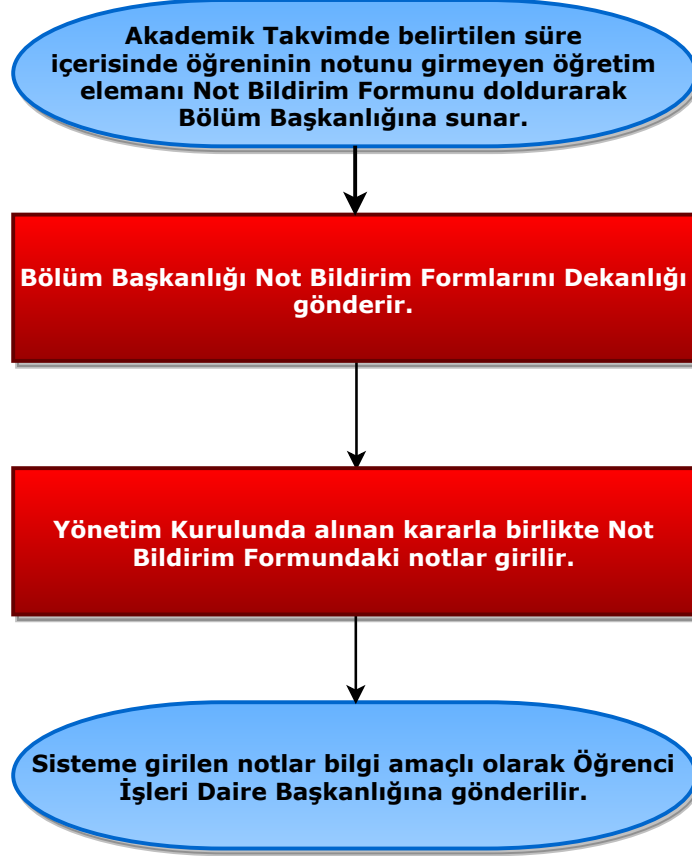 Akademik Takvimde belirtilen süre
içerisinde öğreninin notunu girmeyen öğretim
elemanı Not Bildirim Formunu doldurarak
Bölüm Başkanlığına sunar.
Bölüm Başkanlığı Not Bildirim Formlarını Dekanlığı
gönderir.
Yönetim Kurulunda alınan kararla birlikte Not
Bildirim Formundaki notlar girilir.
Sisteme girilen notlar bilgi amaçlı olarak Öğrenci
İşleri Daire Başkanlığına gönderilir.